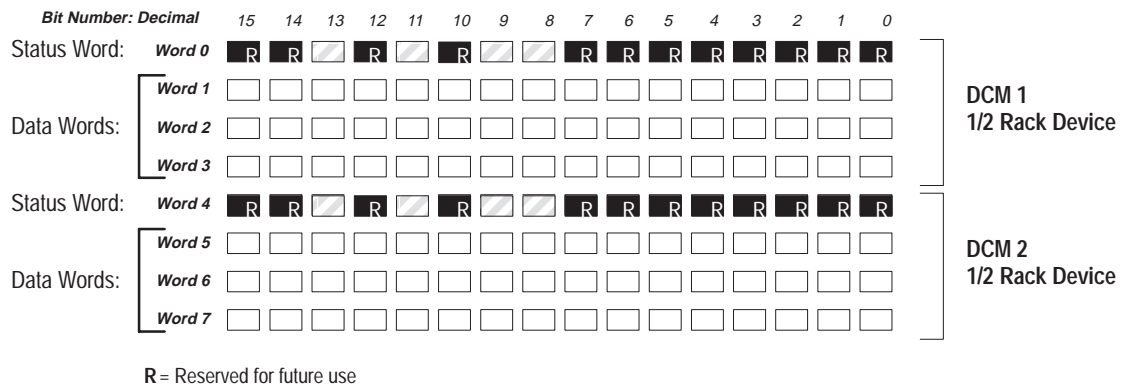 Bit Number: Decimal 15 14 13 12 11 10 9 8 7 6 5 4 3 2 1 0
Status Word: Word 0 R R R R R R R R R R R R
Word 1
DCM 1
Data Words: Word 2
1/2 Rack Device
Word 3
Status Word: Word 4 R R R R R R R R R R R R
Word 5
DCM 2
Data Words: Word 6
1/2 Rack Device
Word 7
R = Reserved for future use